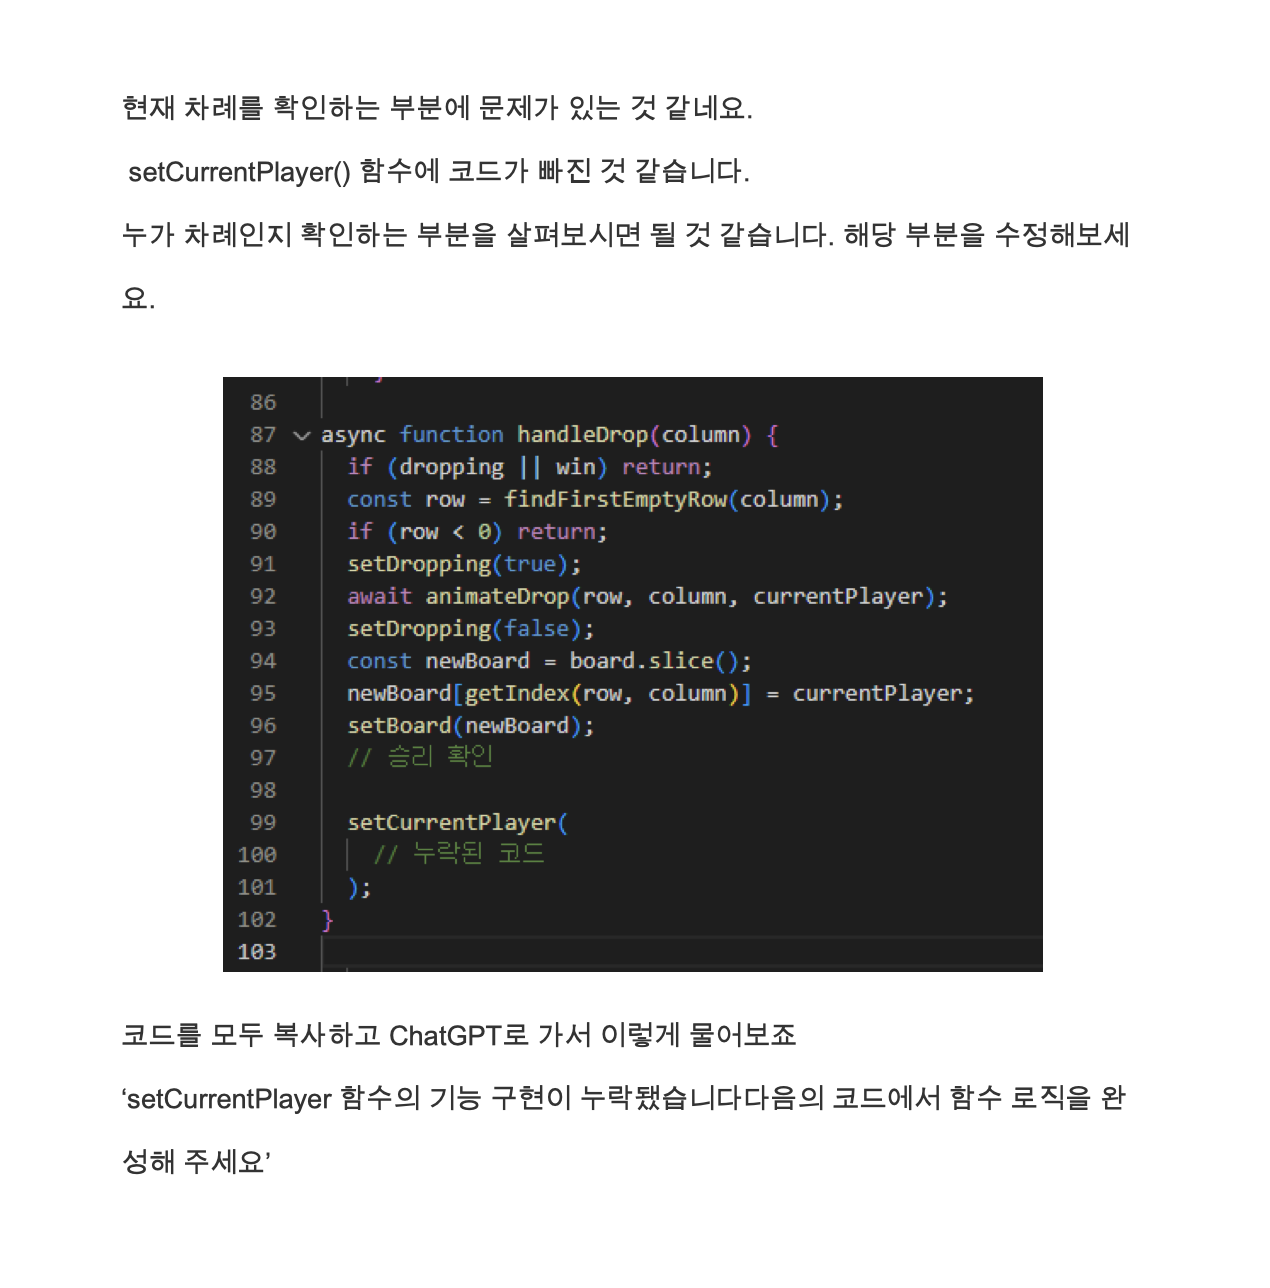 현재 차례를 확인하는 부분에 문제가 있는 것 같네요.
setCurrentPlayer() 함수에 코드가 빠진 것 같습니다.
누가 차례인지 확인하는 부분을 살펴보시면 될 것 같습니다. 해당 부분을 수정해보세
요.
86
87 async function handleDrop(column) {
88 if (dropping || win) return;
89 const row = findFirstEmptyRow(column);
90 if (row < 0) return;
91 setDropping(true);
92 await animateDrop(row, column, currentPlayer);
93 setDropping(false);
94 const newBoard = board.slice();
95 newBoard[getIndex(row, column)] = currentPlayer;
96 setBoard(newBoard);
97 // 승리 확인
98
99 setCurrentPlayer(
100 // 누락된 코드
101 );
102 }
103
코드를 모두 복사하고 ChatGPT로 가서 이렇게 물어보죠
‘setCurrentPlayer 함수의 기능 구현이 누락됐습니다다음의 코드에서 함수 로직을 완
성해 주세요’